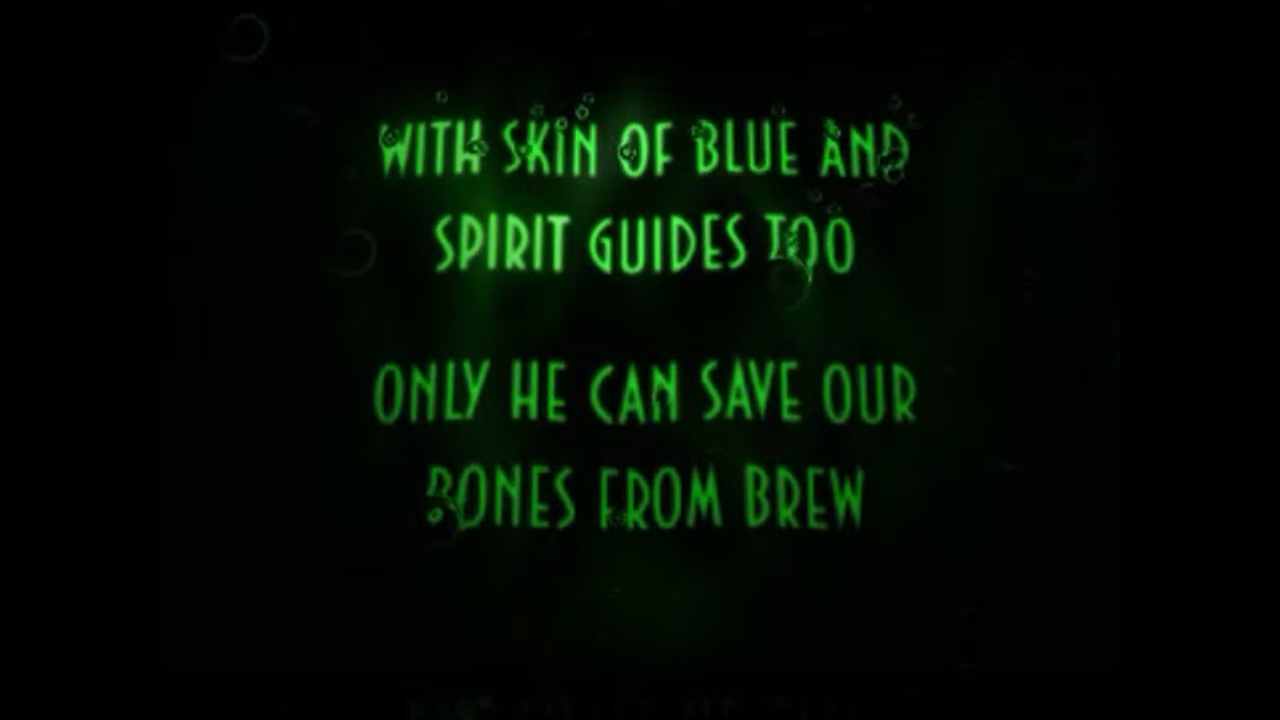 WITH SKIN OF BLUE AND
SPIRIT GUIDES TOO
ONLY HE CAN SAVE OUR
BONES FROM BREW